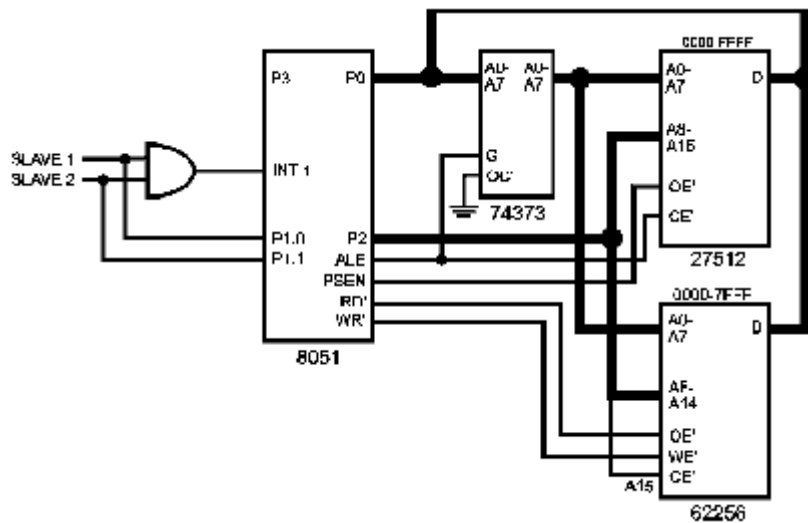 0000-FFFF
P3
P0
A0-
A7
A0-
A7
A0-
A7
D
A8-
A15
SLAVE 1
SLAVE 2
INT 1
G
OC'
OE'
CE'
74373
P1.0
P1.1
P2
ALE
PSEN
RD'
WR'
27512
0000-7FFF
A0-
A7
D
8051
A14
OE'
WE'
CE'
A15
62256